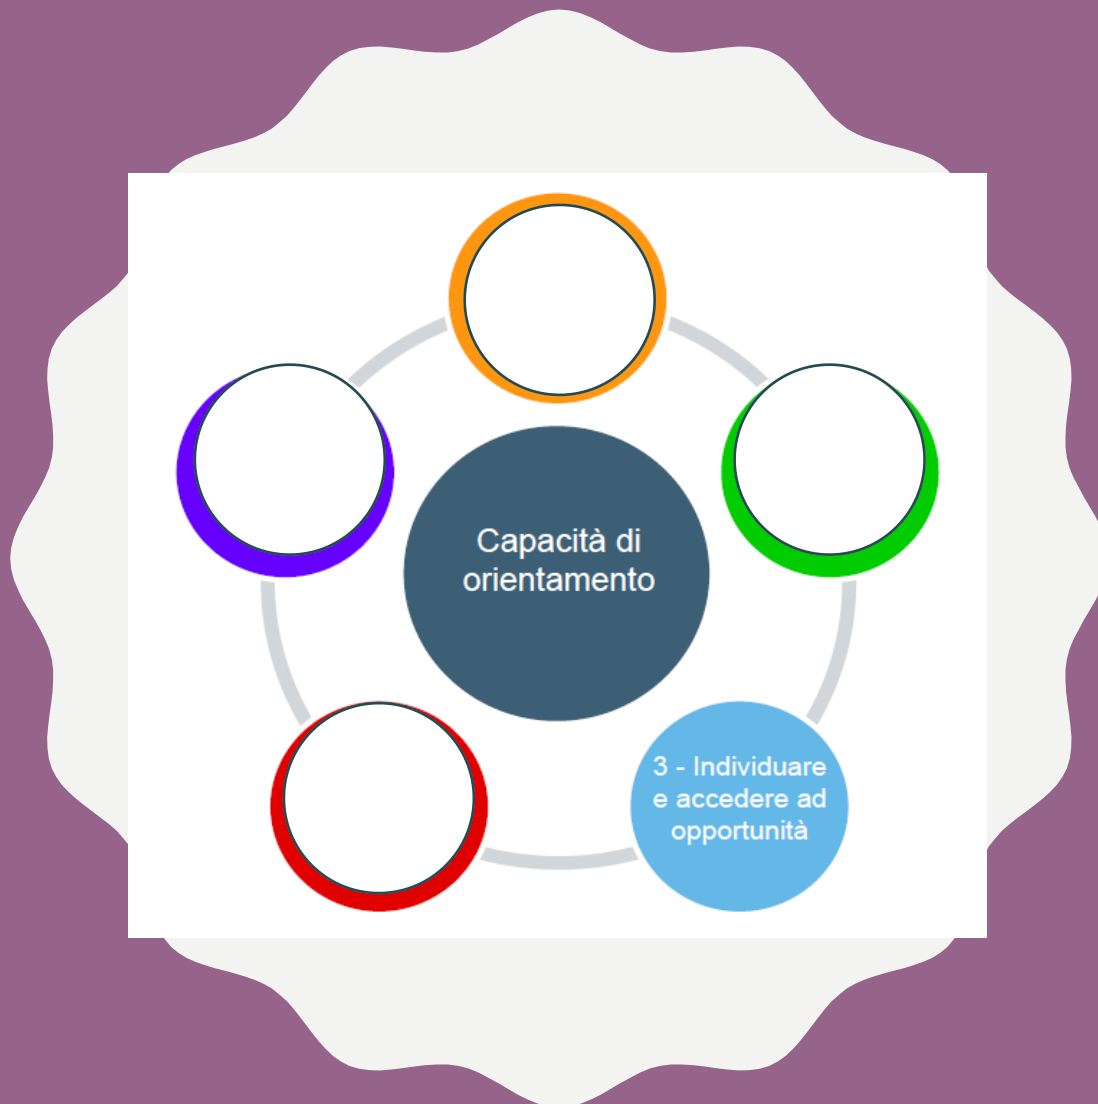 Capacità di
orientamento
3 - Individuare
e accedere ad
opportunità